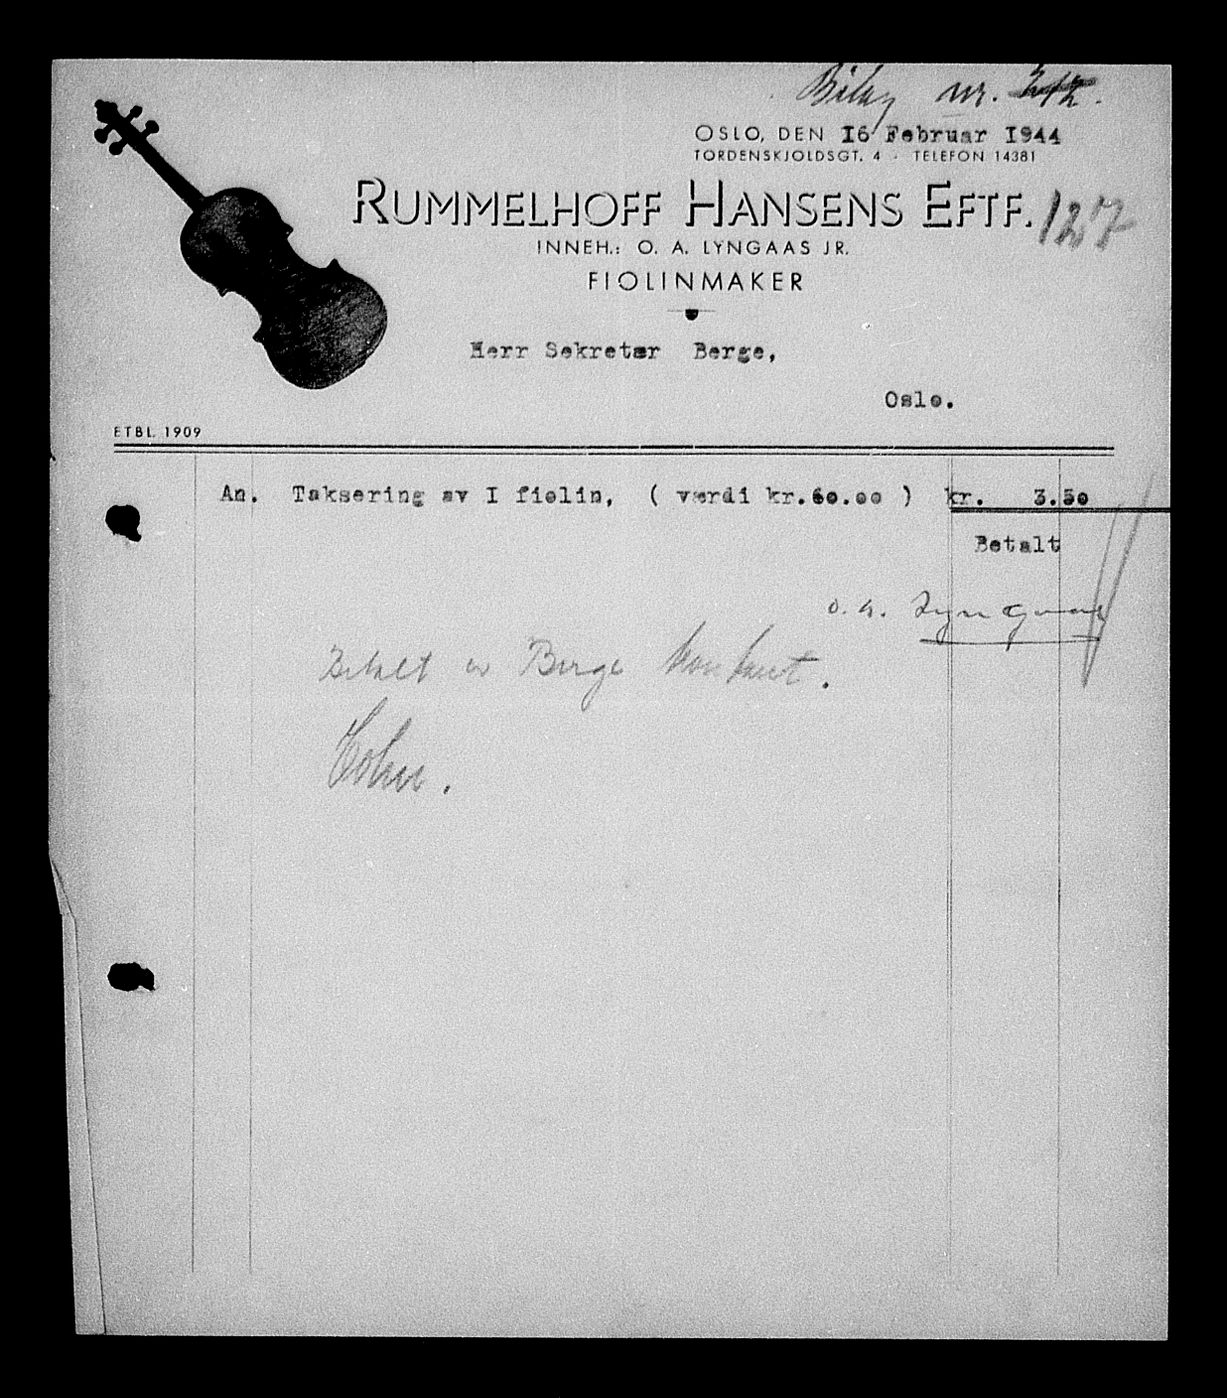 Bilag nr.
OSLO, DEN 16 Februar 1944
TORDENSKJOLDSGT. 4 - TELEFON 14381
RUMMELHOFF HANSENS EFTF.
127
INNEH.: O. A. LYNGAAS JR.
FIOLINMAKER
Herr Sekretær Berge,
Oslo.
ETBL. 1909
An. Taksering av I fiolin, ( værdi kr.60.00 ) kr. 3.50
Betalt
O. A. Lyngaas
Betalt av Berge kontant.